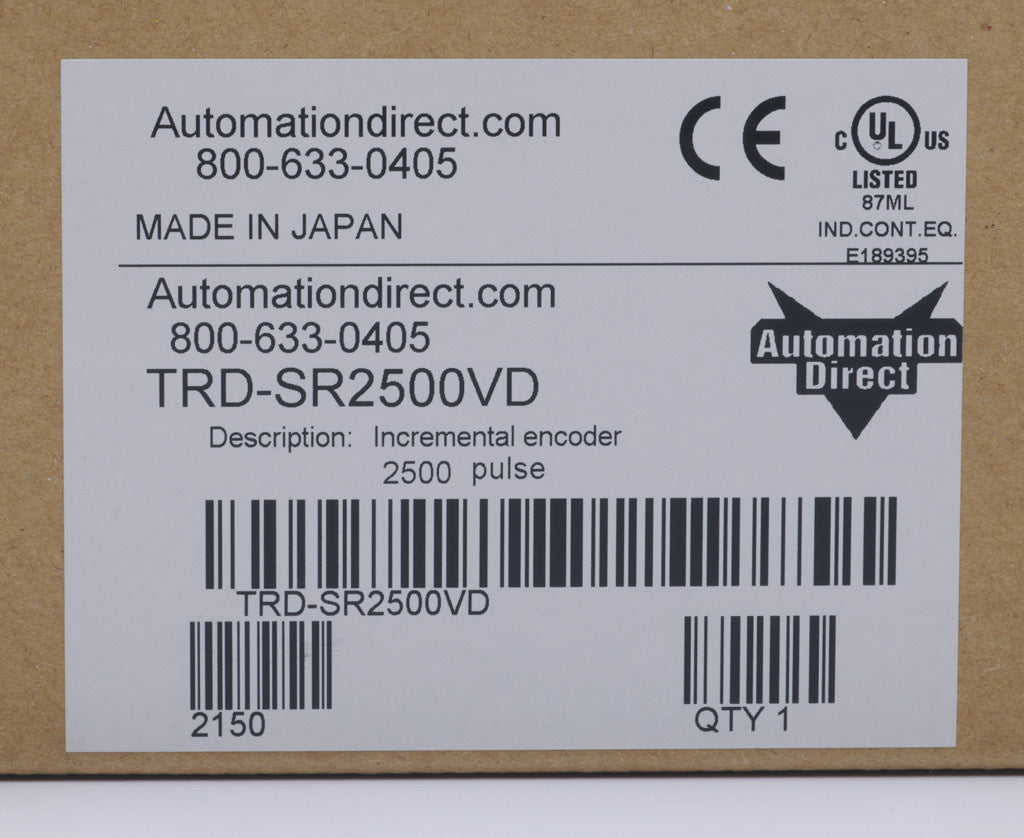 Automationdirect.com
800-633-0405
MADE IN JAPAN
CE
C UL US
LISTED
87ML
IND.CONT.EQ.
E189395
Automationdirect.com
800-633-0405
TRD-SR2500VD
Automation
Direct
Description: Incremental encoder
2500 pulse
TRD-SR2500VD
2150
QTY 1